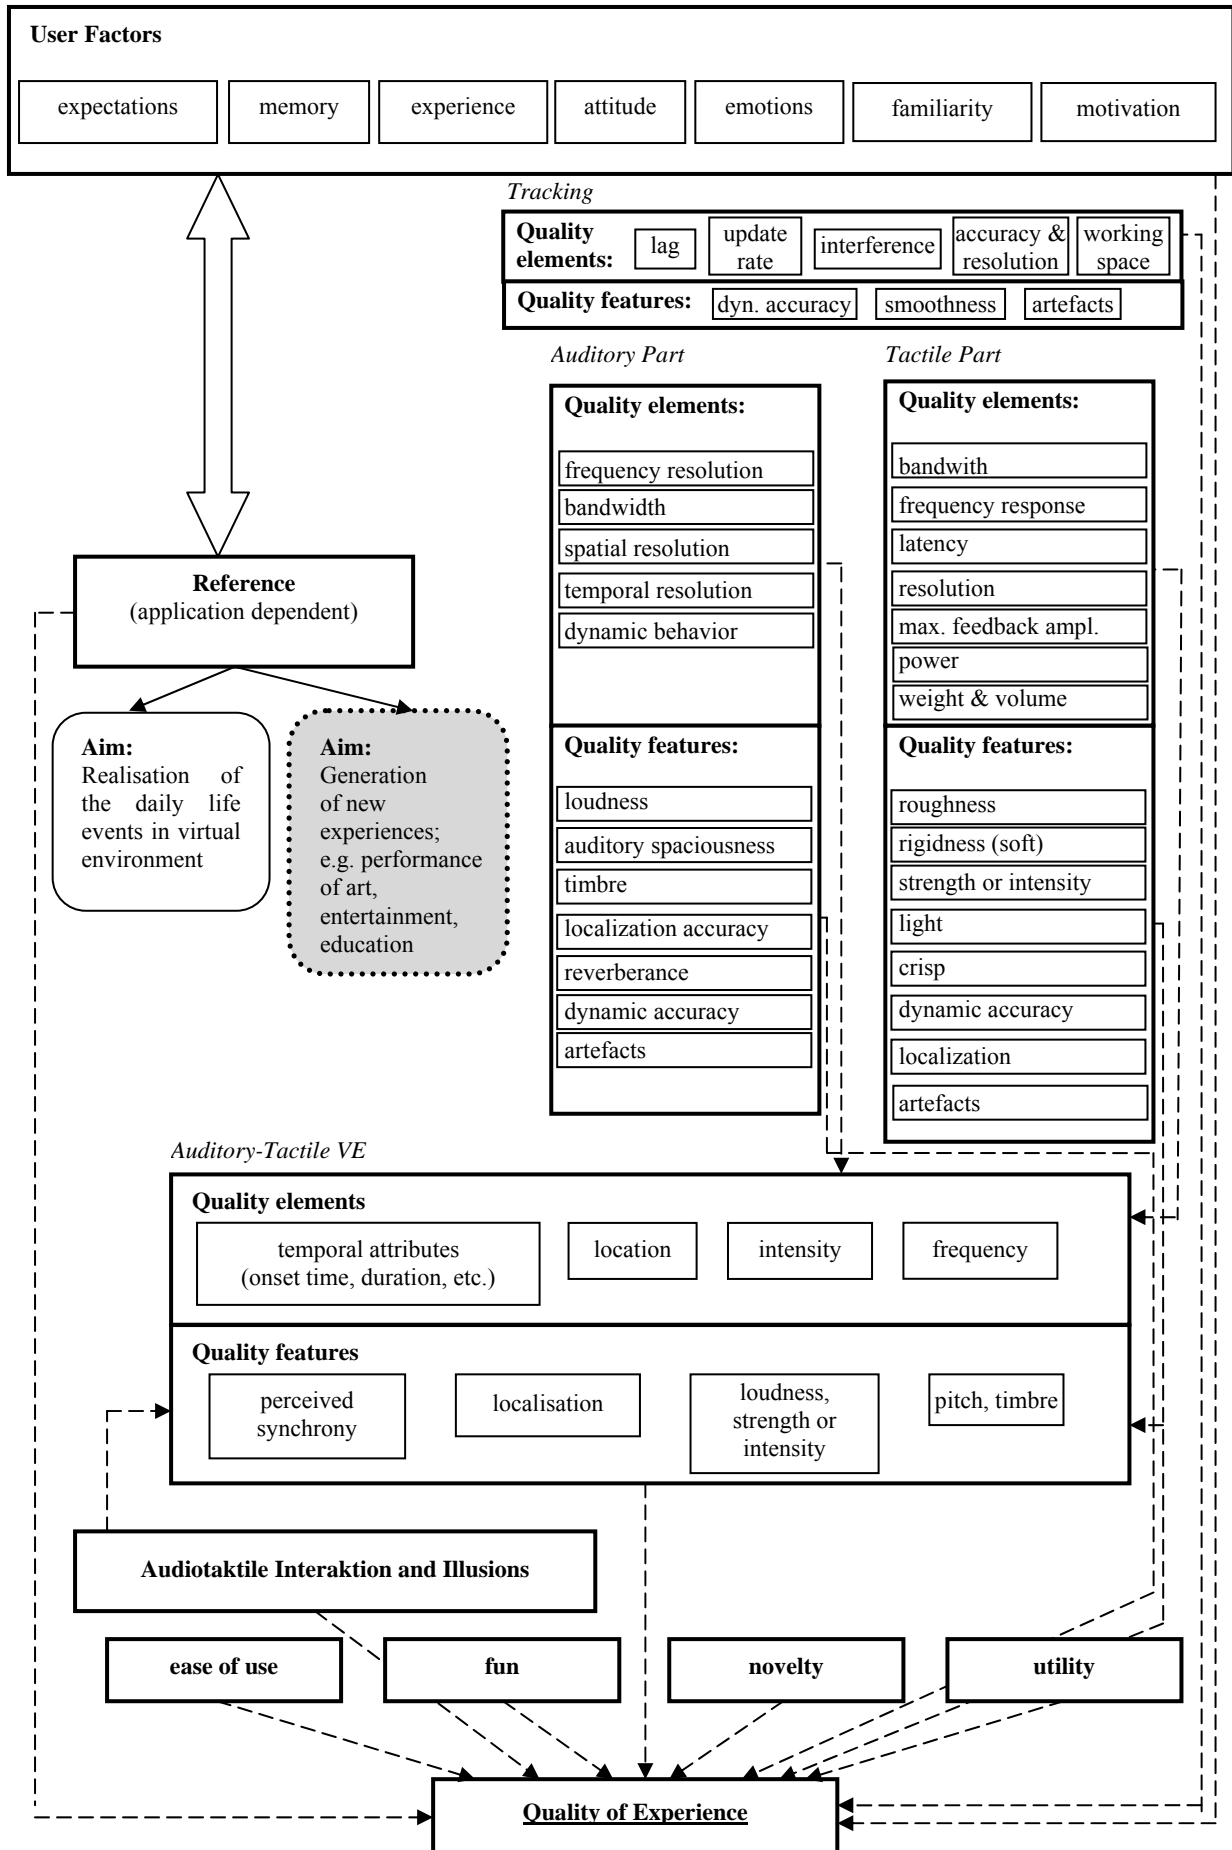 User Factors
expectations
memory
experience
attitude
emotions
familiarity
motivation
Tracking
Quality
elements:
lag
update
rate
interference
accuracy &
resolution
working
space
Quality features:
dyn. accuracy
smoothness
artefacts
Auditory Part
Quality elements:
frequency resolution
bandwidth
spatial resolution
temporal resolution
dynamic behavior
Quality features:
loudness
auditory spaciousness
timbre
localization accuracy
reverberance
dynamic accuracy
artefacts
Tactile Part
Quality elements:
bandwith
frequency response
latency
resolution
max. feedback ampl.
power
weight & volume
Quality features:
roughness
rigidness (soft)
strength or intensity
light
crisp
dynamic accuracy
localization
artefacts
Reference
(application dependent)
Aim:
Realisation of
the daily life
events in virtual
environment
Aim:
Generation
of new
experiences;
e.g. performance
of art,
entertainment,
education
Auditory-Tactile VE
Quality elements
temporal attributes
(onset time, duration, etc.)
location
intensity
frequency
Quality features
perceived
synchrony
localisation
loudness,
strength or
intensity
pitch, timbre
Audiotaktile Interaktion and Illusions
ease of use
fun
novelty
utility
Quality of Experience